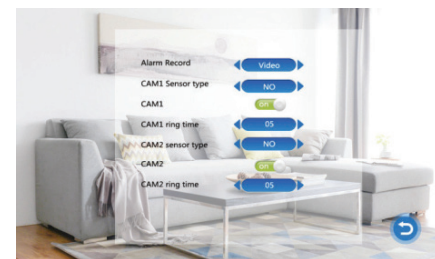 Alarm Record Video
CAM1 Sensor type NO
CAM1 On
CAM1 ring time 05
CAM2 sensor type NO
CAM2 On
CAM2 ring time 05